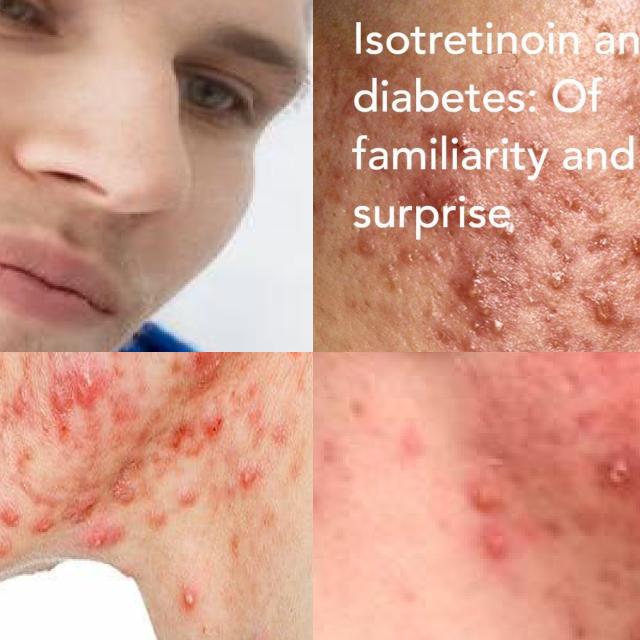 Isotretinoin an
diabetes: Of
familiarity and
surprise